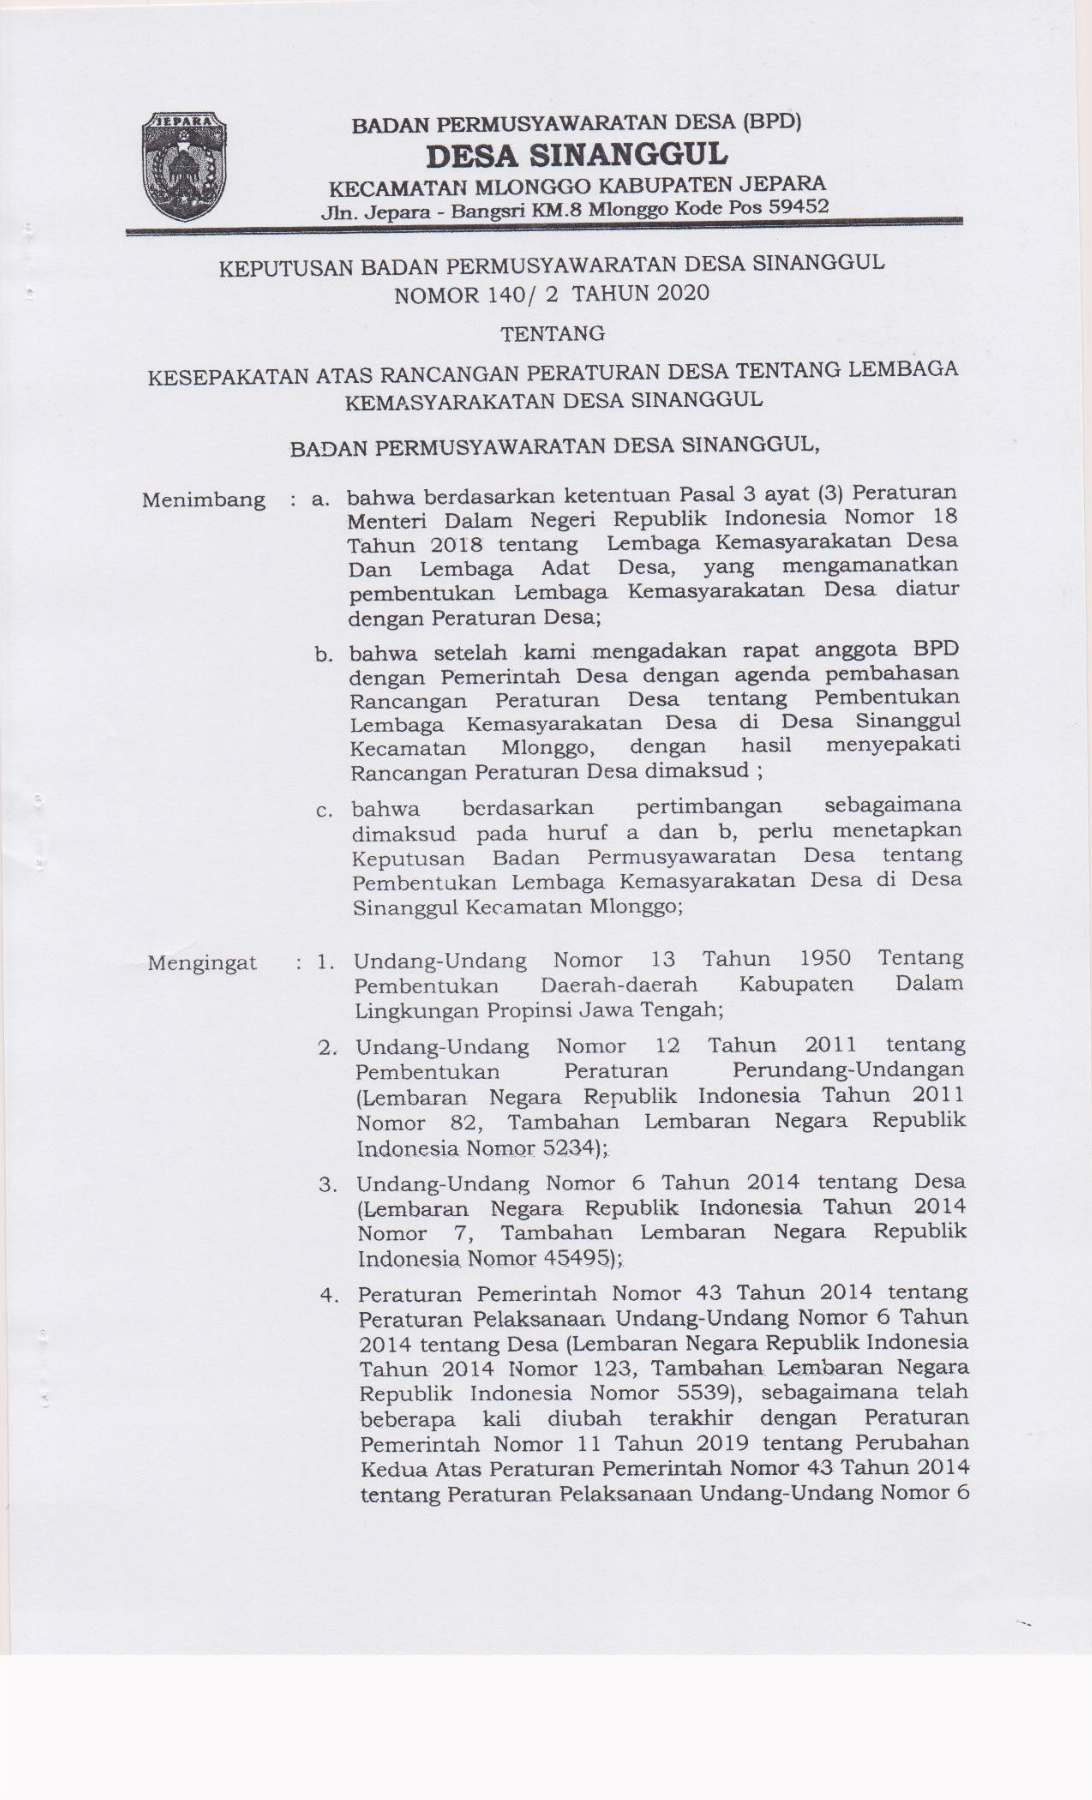 JEPARA
BADAN PERMUSYAWARATAN DESA (BPD)
DESA SINANGGUL
KECAMATAN MLONGGO KABUPATEN JEPARA
Jln. Jepara - Bangsri KM.8 Mlonggo Kode Pos 59452
KEPUTUSAN BADAN PERMUSYAWARATAN DESA SINANGGUL
NOMOR 140/ 2 TAHUN 2020
TENTANG
KESEPAKATAN ATAS RANCANGAN PERATURAN DESA TENTANG LEMBAGA
KEMASYARAKATAN DESA SINANGGUL
BADAN PERMUSYAWARATAN DESA SINANGGUL,
Menimbang : a. bahwa berdasarkan ketentuan Pasal 3 ayat (3) Peraturan
Menteri Dalam Negeri Republik Indonesia Nomor 18
Tahun 2018 tentang Lembaga Kemasyarakatan Desa
Dan Lembaga Adat Desa, yang mengamanatkan
pembentukan Lembaga Kemasyarakatan Desa diatur
dengan Peraturan Desa;
b. bahwa setelah kami mengadakan rapat anggota BPD
dengan Pemerintah Desa dengan agenda pembahasan
Rancangan Peraturan Desa tentang Pembentukan
Lembaga Kemasyarakatan Desa di Desa Sinanggul
Kecamatan Mlonggo, dengan hasil menyepakati
Rancangan Peraturan Desa dimaksud ;
c. bahwa berdasarkan pertimbangan sebagaimana
dimaksud pada huruf a dan b, perlu menetapkan
Keputusan Badan Permusyawaratan Desa tentang
Pembentukan Lembaga Kemasyarakatan Desa di Desa
Sinanggul Kecamatan Mlonggo;
Mengingat : 1. Undang-Undang Nomor 13 Tahun 1950 Tentang
Pembentukan Daerah-daerah Kabupaten Dalam
Lingkungan Propinsi Jawa Tengah;
2. Undang-Undang Nomor 12 Tahun 2011 tentang
Pembentukan Peraturan Perundang-Undangan
(Lembaran Negara Republik Indonesia Tahun 2011
Nomor 82, Tambahan Lembaran Negara Republik
Indonesia Nomor 5234);
3. Undang-Undang Nomor 6 Tahun 2014 tentang Desa
(Lembaran Negara Republik Indonesia Tahun 2014
Nomor 7, Tambahan Lembaran Negara Republik
Indonesia Nomor 45495);
4. Peraturan Pemerintah Nomor 43 Tahun 2014 tentang
Peraturan Pelaksanaan Undang-Undang Nomor 6 Tahun
2014 tentang Desa (Lembaran Negara Republik Indonesia
Tahun 2014 Nomor 123, Tambahan Lembaran Negara
Republik Indonesia Nomor 5539), sebagaimana telah
beberapa kali diubah terakhir dengan Peraturan
Pemerintah Nomor 11 Tahun 2019 tentang Perubahan
Kedua Atas Peraturan Pemerintah Nomor 43 Tahun 2014
tentang Peraturan Pelaksanaan Undang-Undang Nomor 6